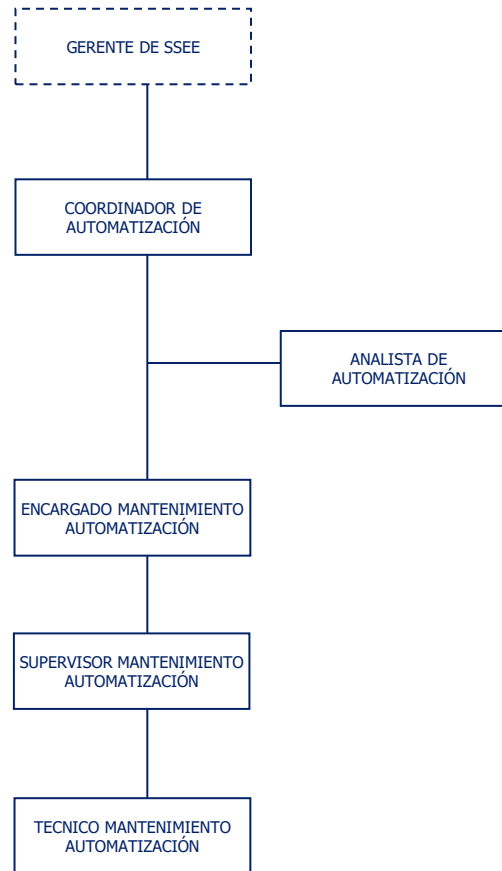 GERENTE DE SSEE
COORDINADOR DE
AUTOMATIZACIÓN
ANALISTA DE
AUTOMATIZACIÓN
ENCARGADO MANTENIMIENTO
AUTOMATIZACIÓN
SUPERVISOR MANTENIMIENTO
AUTOMATIZACIÓN
TECNICO MANTENIMIENTO
AUTOMATIZACIÓN